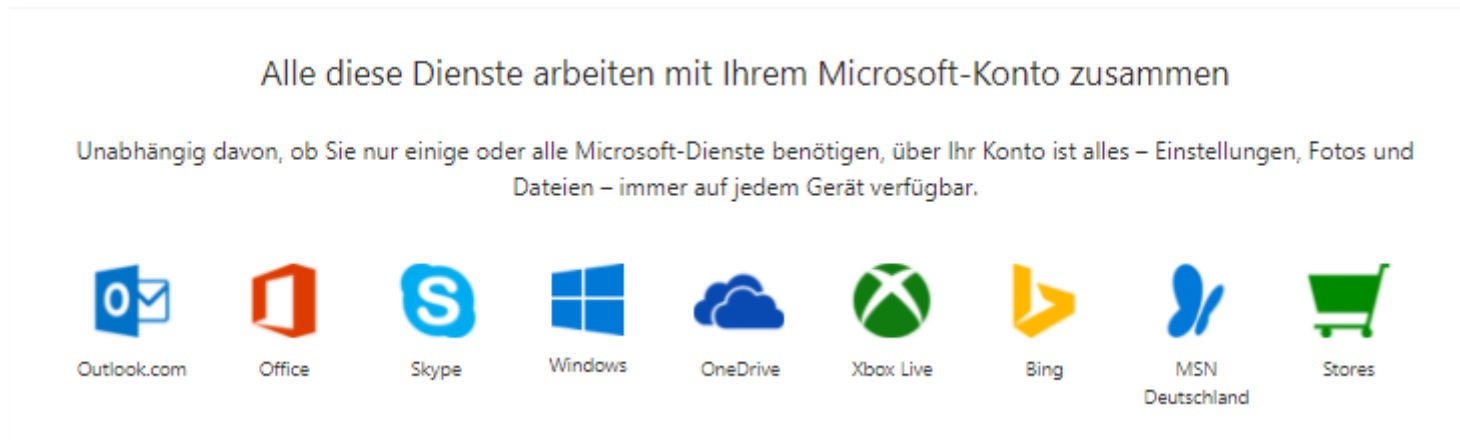 Alle diese Dienste arbeiten mit Ihrem Microsoft-Konto zusammen
Unabhängig davon, ob Sie nur einige oder alle Microsoft-Dienste benötigen, über Ihr Konto ist alles – Einstellungen, Fotos und
Dateien – immer auf jedem Gerät verfügbar.
Outlook.com
Office
Skype
Windows
OneDrive
Xbox Live
Bing
MSN
Deutschland
Stores